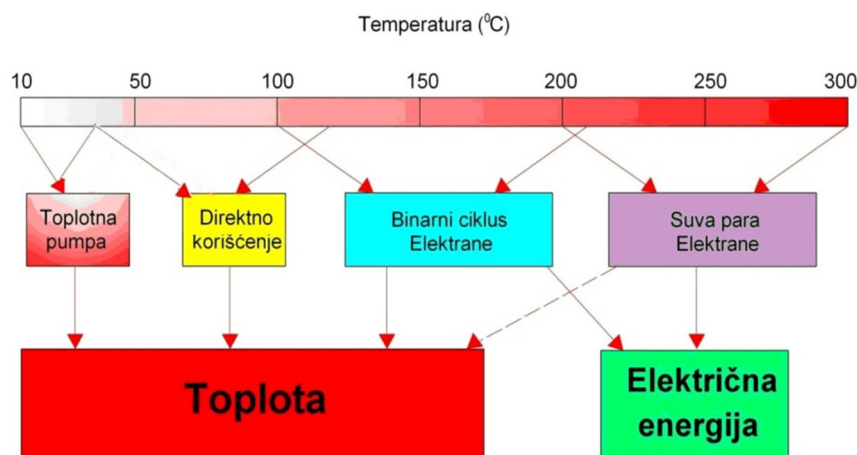 Temperatura (⁰C)
10 50 100 150 200 250 300
Toplotna
pumpa
Direktno
korišćenje
Binarni ciklus
Elektrane
Suva para
Elektrane
Toplota
Električna
energija